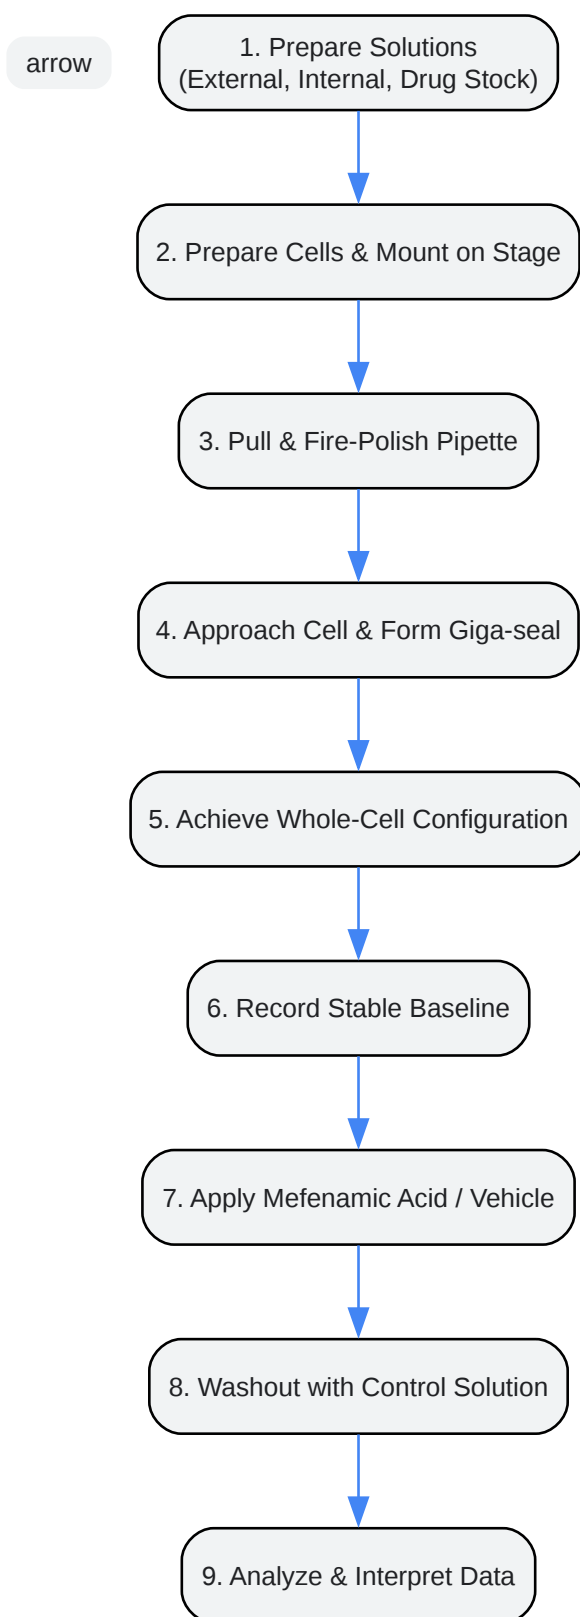 arrow
1. Prepare Solutions
(External, Internal, Drug Stock)
2. Prepare Cells & Mount on Stage
3. Pull & Fire-Polish Pipette
4. Approach Cell & Form Giga-seal
5. Achieve Whole-Cell Configuration
6. Record Stable Baseline
7. Apply Mefenamic Acid / Vehicle
8. Washout with Control Solution
9. Analyze & Interpret Data